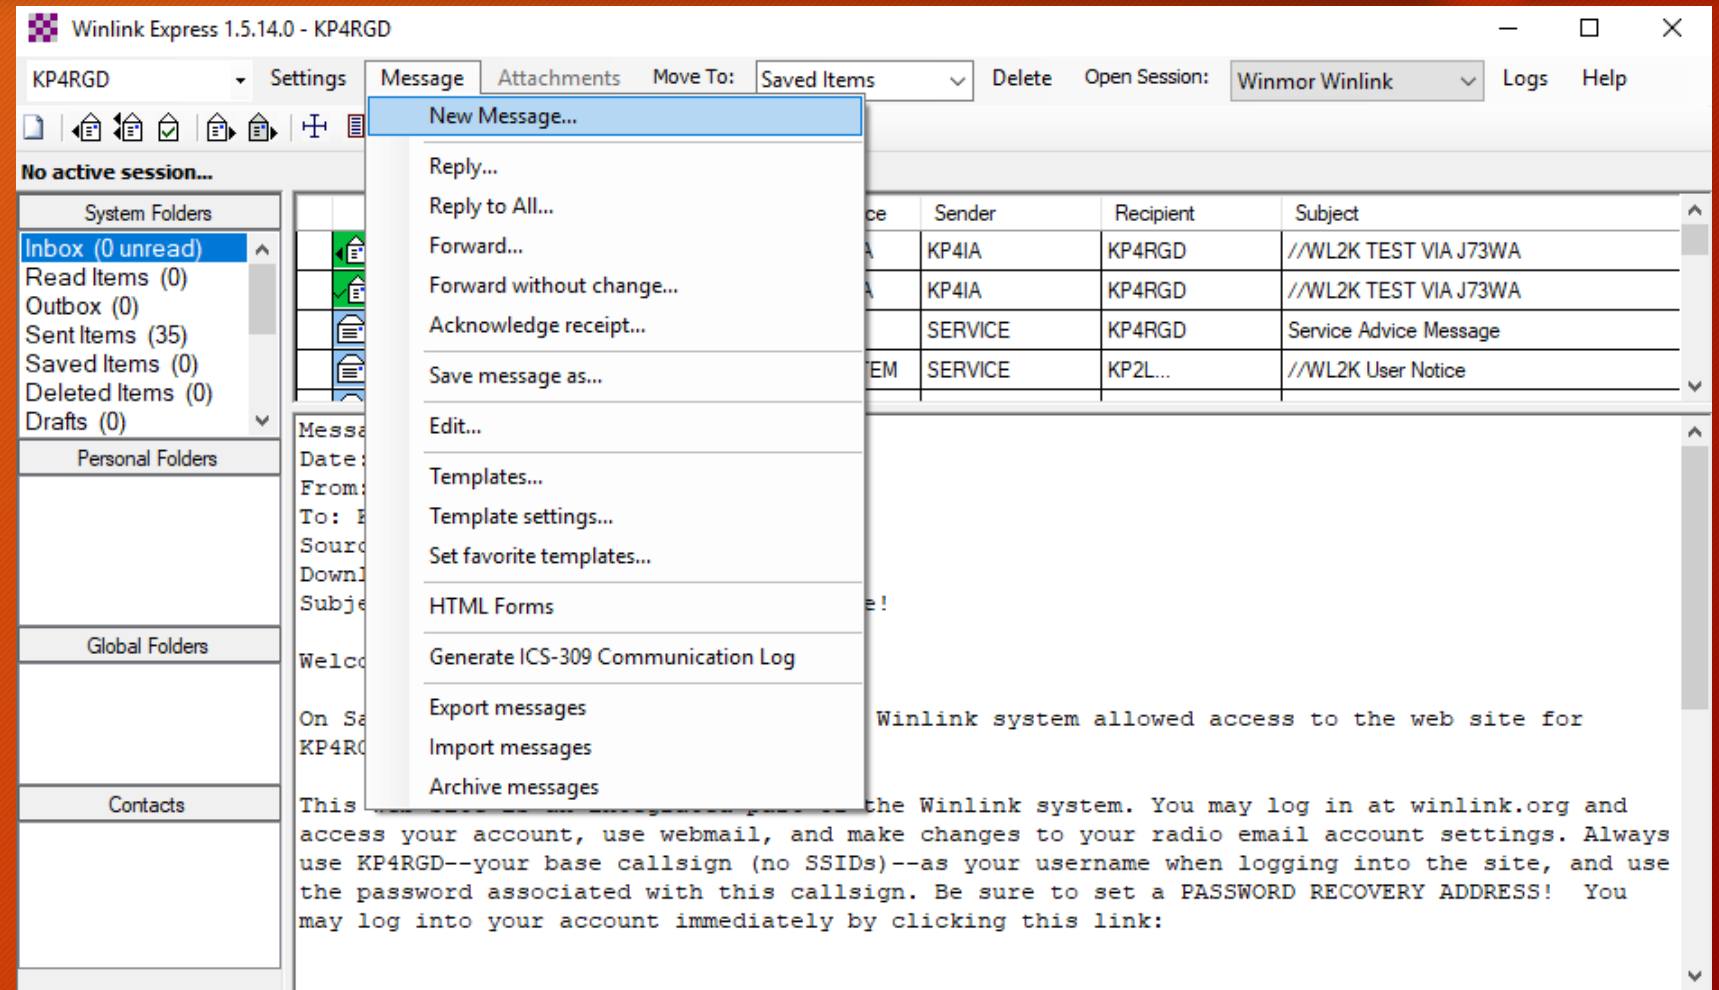 Winlink Express 1.5.14.0 - KP4RGD
KP4RGD Settings Message Attachments Move To: Saved Items Delete Open Session: Winmor Winlink Logs Help
No active session...
System Folders
Inbox (0 unread)
Read Items (0)
Outbox (0)
Sent Items (35)
Saved Items (0)
Deleted Items (0)
Drafts (0)
Personal Folders
Global Folders
Contacts
New Message...
Reply...
Reply to All...
Forward...
Forward without change...
Acknowledge receipt...
Save message as...
Edit...
Templates...
Template settings...
Set favorite templates...
HTML Forms
Generate ICS-309 Communication Log
Export messages
Import messages
Archive messages
Sender Recipient Subject
KP4IA KP4RGD //WL2K TEST VIA J73WA
KP4IA KP4RGD //WL2K TEST VIA J73WA
SERVICE KP4RGD Service Advice Message
SERVICE KP2L... //WL2K User Notice
Date:
From:
To:
On Winlink system allowed access to the web site for
This the Winlink system. You may log in at winlink.org and
access your account, use webmail, and make changes to your radio email account settings. Always
use KP4RGD--your base callsign (no SSIDs)--as your username when logging into the site, and use
the password associated with this callsign. Be sure to set a PASSWORD RECOVERY ADDRESS! You
may log into your account immediately by clicking this link: